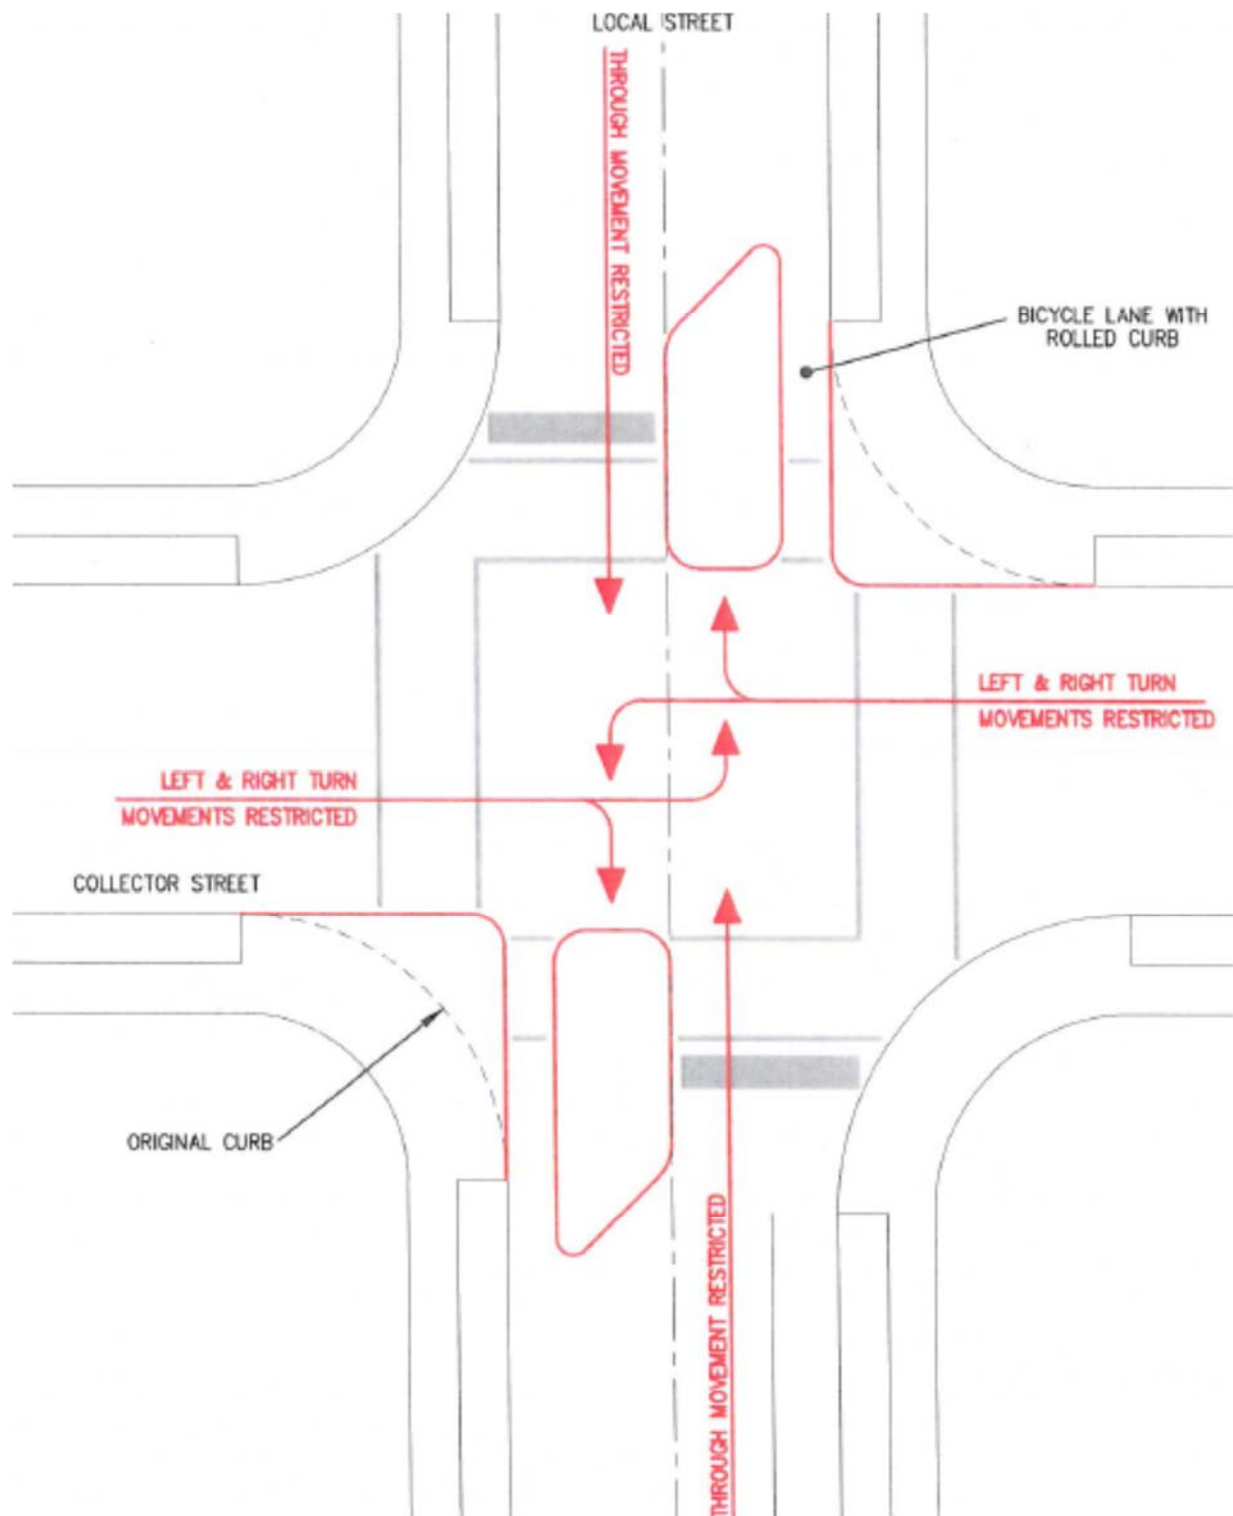 LOCAL STREET
THROUGH MOVEMENT RESTRICTED
BICYCLE LANE WITH
ROLLED CURB
LEFT & RIGHT TURN
MOVEMENTS RESTRICTED
LEFT & RIGHT TURN
MOVEMENTS RESTRICTED
COLLECTOR STREET
ORIGINAL CURB
THROUGH MOVEMENT RESTRICTED